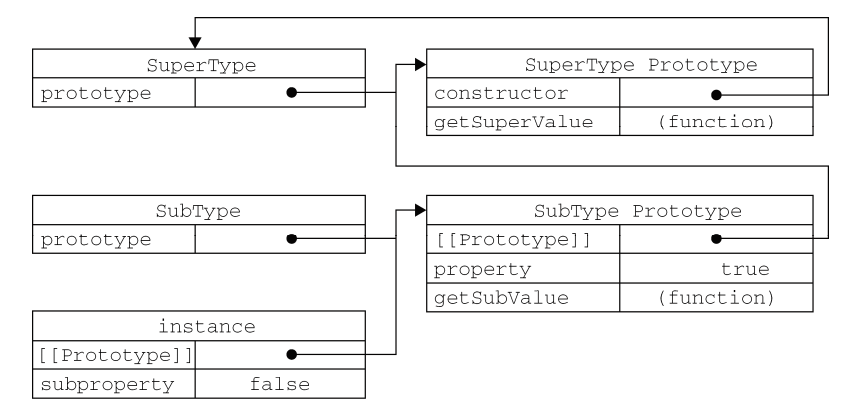 SuperType
prototype
SuperType Prototype
constructor
getSuperValue (function)
SubType
prototype
SubType Prototype
[[Prototype]]
property true
getSubValue (function)
instance
[[Prototype]]
subproperty false